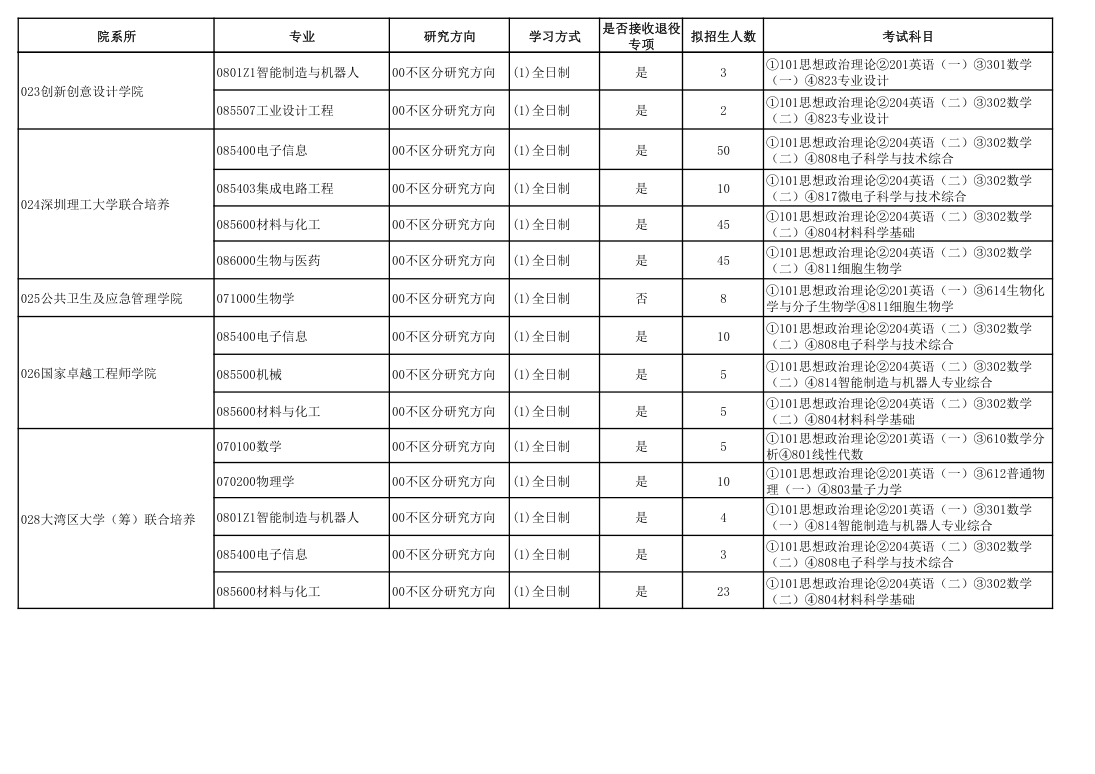 院系所 专业 研究方向 学习方式 是否接收退役专项 拟招生人数 考试科目
023创新创意设计学院
0801Z1智能制造与机器人 00不区分研究方向 (1)全日制 是 3 ①101思想政治理论②201英语（一）③301数学
（一）④823专业设计
085507工业设计工程 00不区分研究方向 (1)全日制 是 2 ①101思想政治理论②204英语（二）③302数学
（二）④823专业设计
024深圳理工大学联合培养
085400电子信息 00不区分研究方向 (1)全日制 是 50 ①101思想政治理论②204英语（二）③302数学
（二）④808电子科学与技术综合
085403集成电路工程 00不区分研究方向 (1)全日制 是 10 ①101思想政治理论②204英语（二）③302数学
（二）④817微电子科学与技术综合
085600材料与化工 00不区分研究方向 (1)全日制 是 45 ①101思想政治理论②204英语（二）③302数学
（二）④804材料科学基础
086000生物与医药 00不区分研究方向 (1)全日制 是 45 ①101思想政治理论②204英语（二）③302数学
（二）④811细胞生物学
025公共卫生及应急管理学院
071000生物学 00不区分研究方向 (1)全日制 否 8 ①101思想政治理论②201英语（一）③614生物化
学与分子生物学④811细胞生物学
026国家卓越工程师学院
085400电子信息 00不区分研究方向 (1)全日制 是 10 ①101思想政治理论②204英语（二）③302数学
（二）④808电子科学与技术综合
085500机械 00不区分研究方向 (1)全日制 是 5 ①101思想政治理论②204英语（二）③302数学
（二）④814智能制造与机器人专业综合
085600材料与化工 00不区分研究方向 (1)全日制 是 5 ①101思想政治理论②204英语（二）③302数学
（二）④804材料科学基础
028大湾区大学（筹）联合培养
070100数学 00不区分研究方向 (1)全日制 是 5 ①101思想政治理论②201英语（一）③610数学分
析④801线性代数
070200物理学 00不区分研究方向 (1)全日制 是 10 ①101思想政治理论②201英语（一）③612普通物
理（一）④803量子力学
0801Z1智能制造与机器人 00不区分研究方向 (1)全日制 是 4 ①101思想政治理论②201英语（一）③301数学
（一）④814智能制造与机器人专业综合
085400电子信息 00不区分研究方向 (1)全日制 是 3 ①101思想政治理论②204英语（二）③302数学
（二）④808电子科学与技术综合
085600材料与化工 00不区分研究方向 (1)全日制 是 23 ①101思想政治理论②204英语（二）③302数学
（二）④804材料科学基础